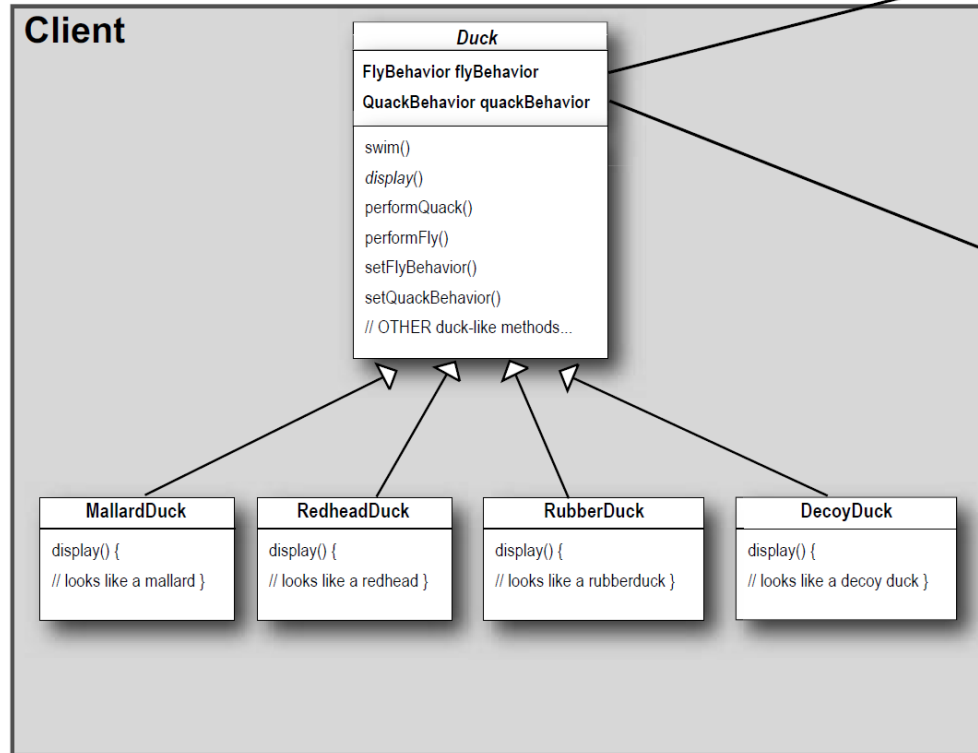 Client
Duck
FlyBehavior flyBehavior
QuackBehavior quackBehavior
swim()
display()
performQuack()
performFly()
setFlyBehavior()
setQuackBehavior()
// OTHER duck-like methods...
MallardDuck
display() {
// looks like a mallard }
RedheadDuck
display() {
// looks like a redhead }
RubberDuck
display() {
// looks like a rubberduck }
DecoyDuck
display() {
// looks like a decoy duck }